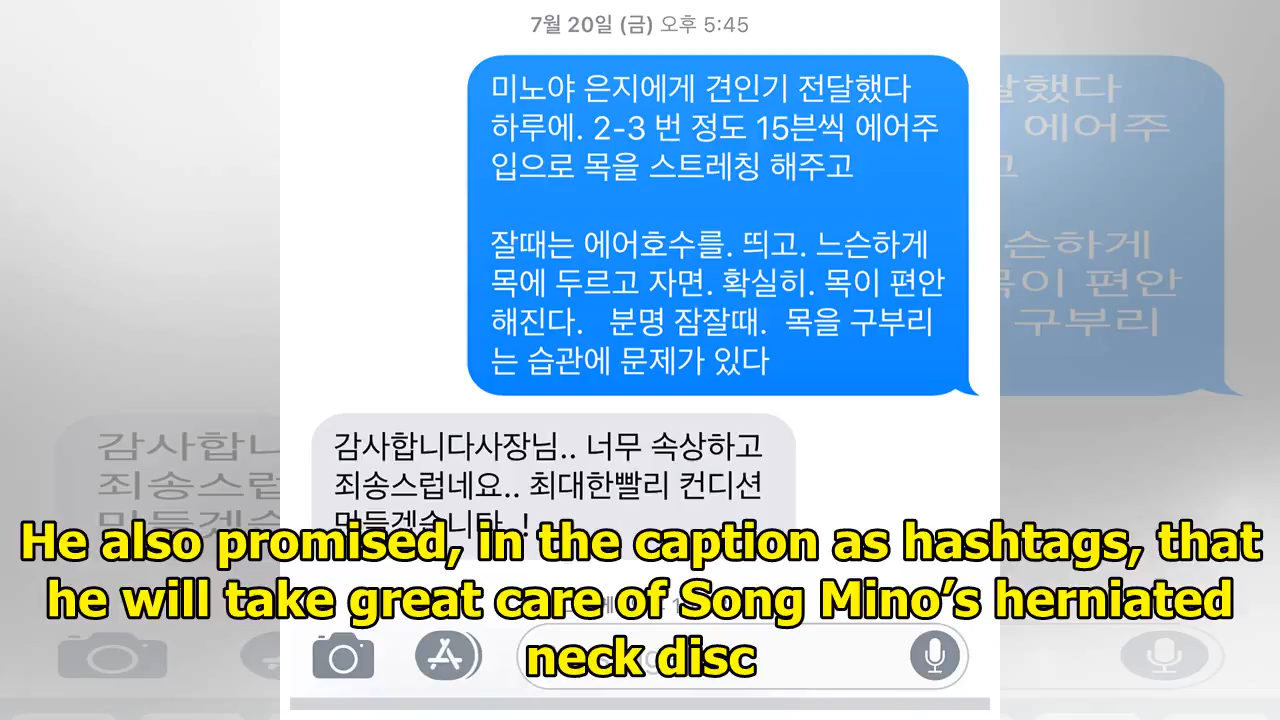 7월 20일 (금) 오후 5:45
미노야 은지에게 견인기 전달했다
하루에. 2-3 번 정도 15븐씩 에어주
입으로 목을 스트레칭 해주고
잘때는 에어호수를. 띄고. 느슨하게
목에 두르고 자면. 확실히. 목이 편안
해진다. 분명 잠잘때. 목을 구부리
는 습관에 문제가 있다
감사합니다사장님.. 너무 속상하고
죄송스럽네요.. 최대한빨리 컨디션
만들겠습니다..!
He also promised, in the caption as hashtags, that
he will take great care of Song Mino’s herniated
neck disc